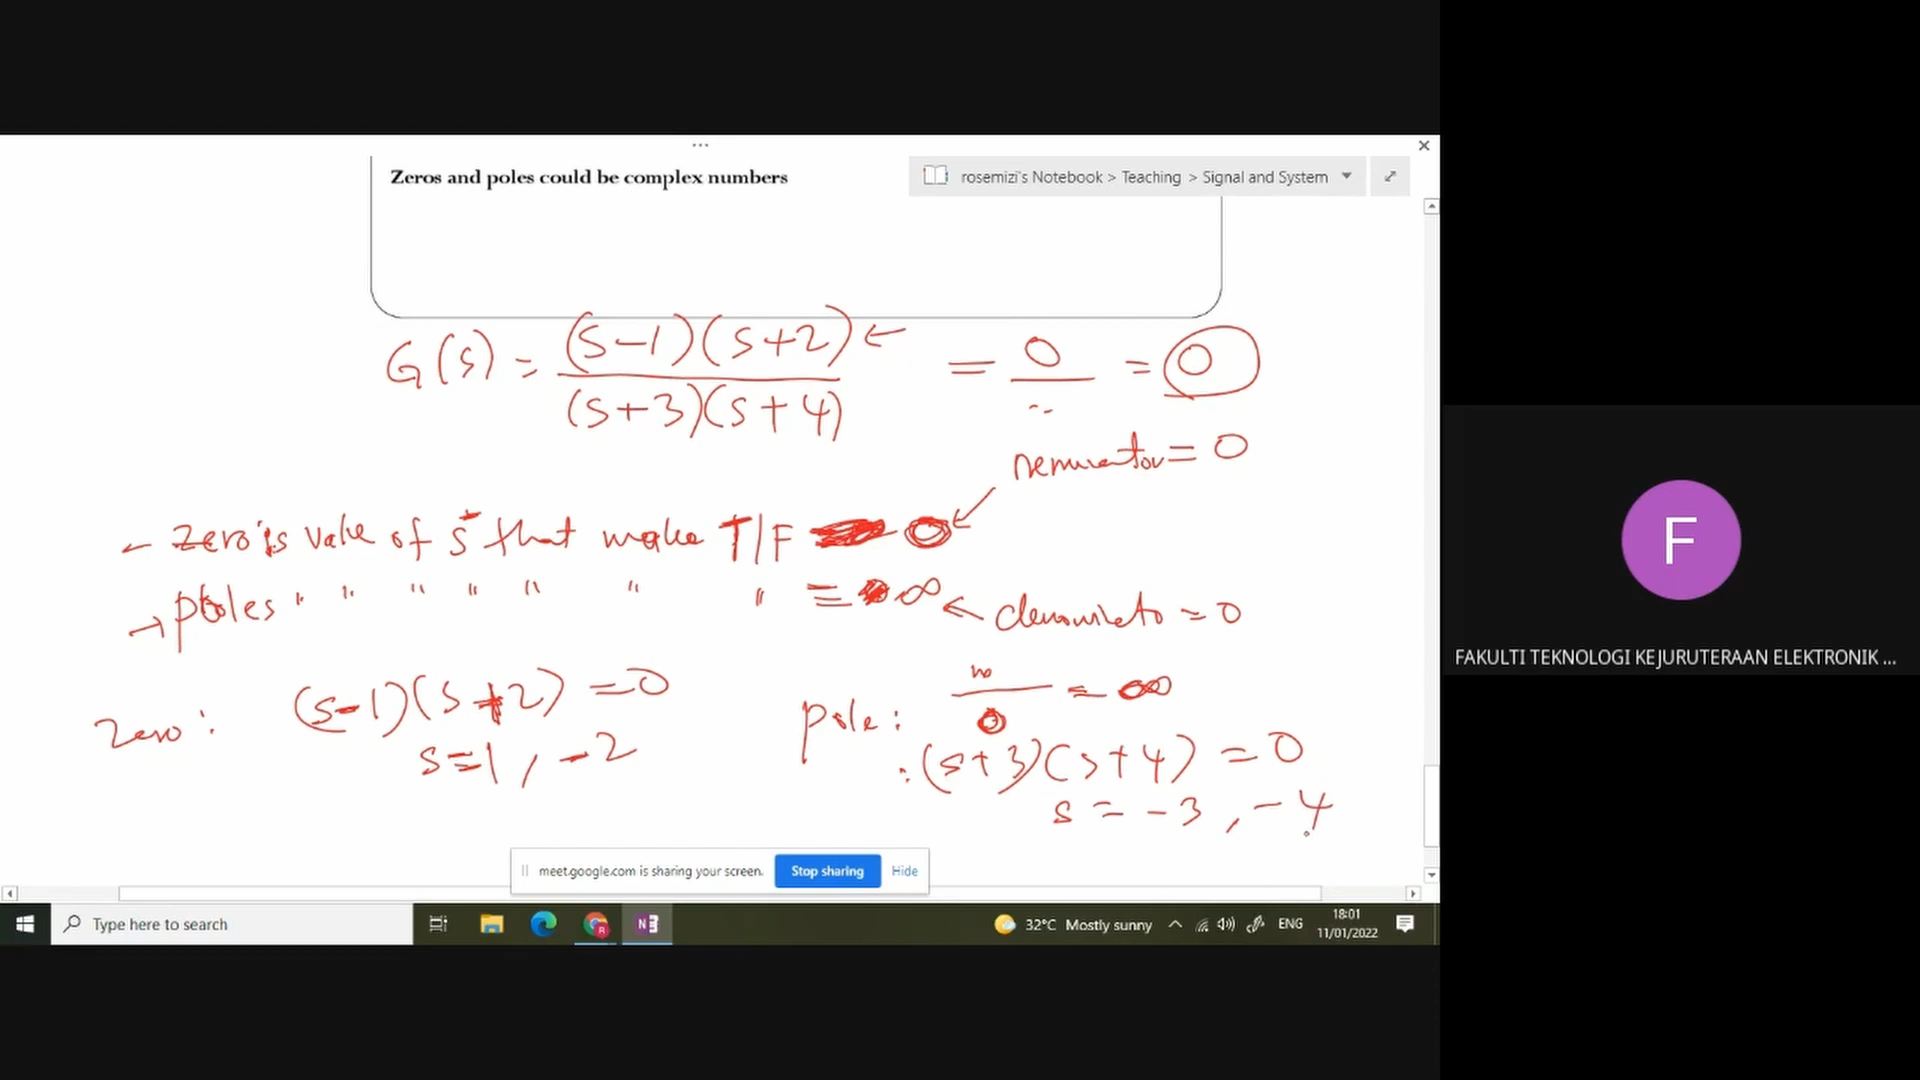 Zeros and poles could be complex numbers
rosemizi's Notebook > Teaching > Signal and System
G(s) = (s-1)(s+2) ← / (s+3)(s+4) = 0 / .. = 0
= 0
← Zero is value of s that make T/F 0
→ poles " " " " " " " = ∞ ← = 0
Zero: (s-1)(s+2) = 0
s = 1, -2
pole: / 0 = ∞
: (s+3)(s+4) = 0
s = -3, -4
meet.google.com is sharing your screen. Stop sharing Hide
F
FAKULTI TEKNOLOGI KEJURUTERAAN ELEKTRONIK ...
Type here to search
32°C Mostly sunny ENG
18:01
11/01/2022